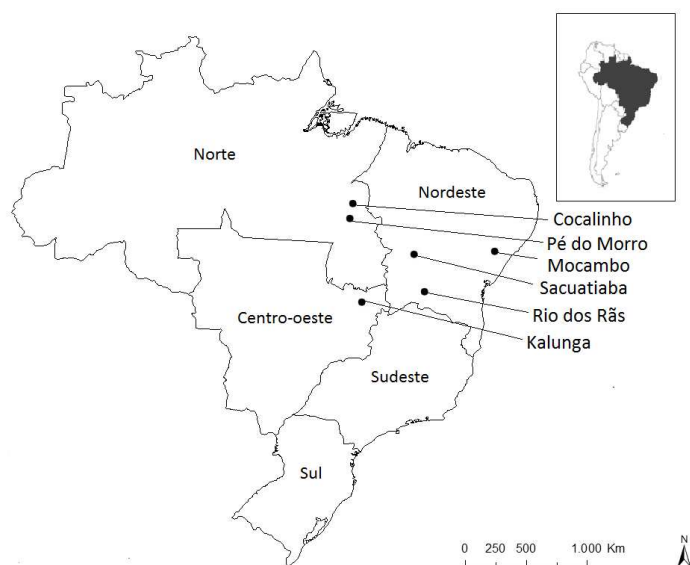 Norte
Nordeste
Cocalinho
Pé do Morro
Mocambo
Sacuatiaba
Rio dos Rãs
Kalunga
Centro-oeste
Sudeste
Sul
0 250 500 1.000 Km
N